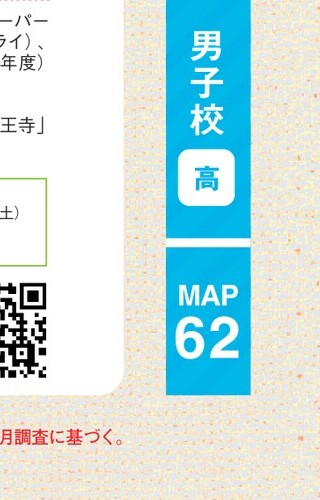 ーパー
ライ）、
年度）
王寺」
土）
月調査に基づく。
男子校
高
MAP
62